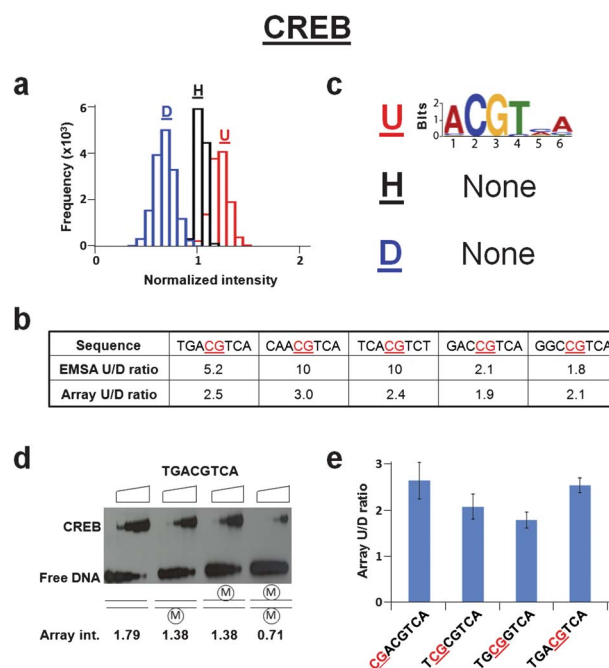 CREB
a
6
4
2
0
Frequency (x10³)
D
H
U
0
1
2
Normalized intensity
c
U
Bits
2
1
0
ACGT
A
1 2 3 4 5 6
H None
D None
b
Sequence TGACGTCA CAACGTCA TCACGTCT GACCGTCA GGCCGTCA
EMSA U/D ratio 5.2 10 10 2.1 1.8
Array U/D ratio 2.5 3.0 2.4 1.9 2.1
d
TGACGTCA
CREB
Free DNA
M M
M M
Array int. 1.79 1.38 1.38 0.71
e
3
2
1
0
Array U/D ratio
CGACGTCA
TCGCGTCA
TGCGGTCA
TGACGTCA